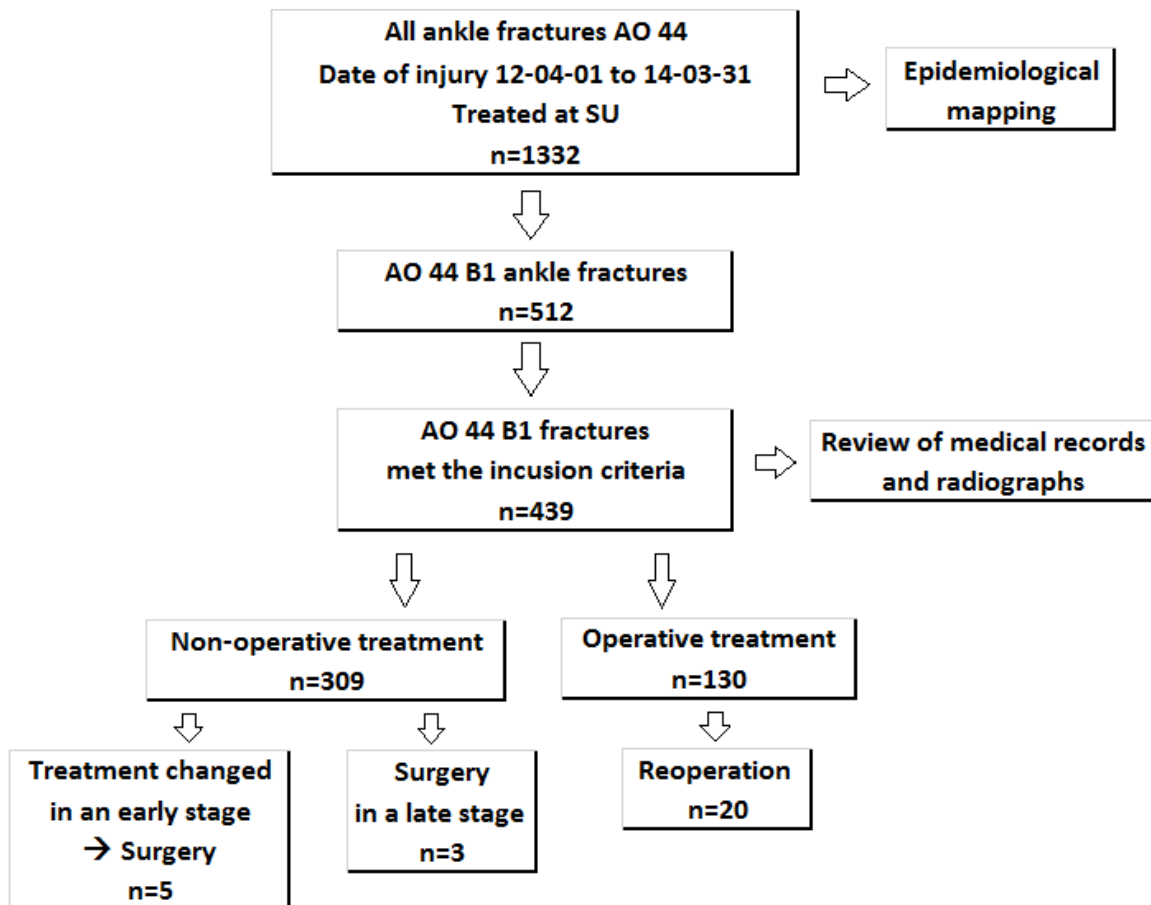 All ankle fractures AO 44
Date of injury 12-04-01 to 14-03-31
Treated at SU
n=1332
Epidemiological
mapping
AO 44 B1 ankle fractures
n=512
AO 44 B1 fractures
met the incusion criteria
n=439
Review of medical records
and radiographs
Non-operative treatment
n=309
Operative treatment
n=130
Treatment changed
in an early stage
→ Surgery
n=5
Surgery
in a late stage
n=3
Reoperation
n=20